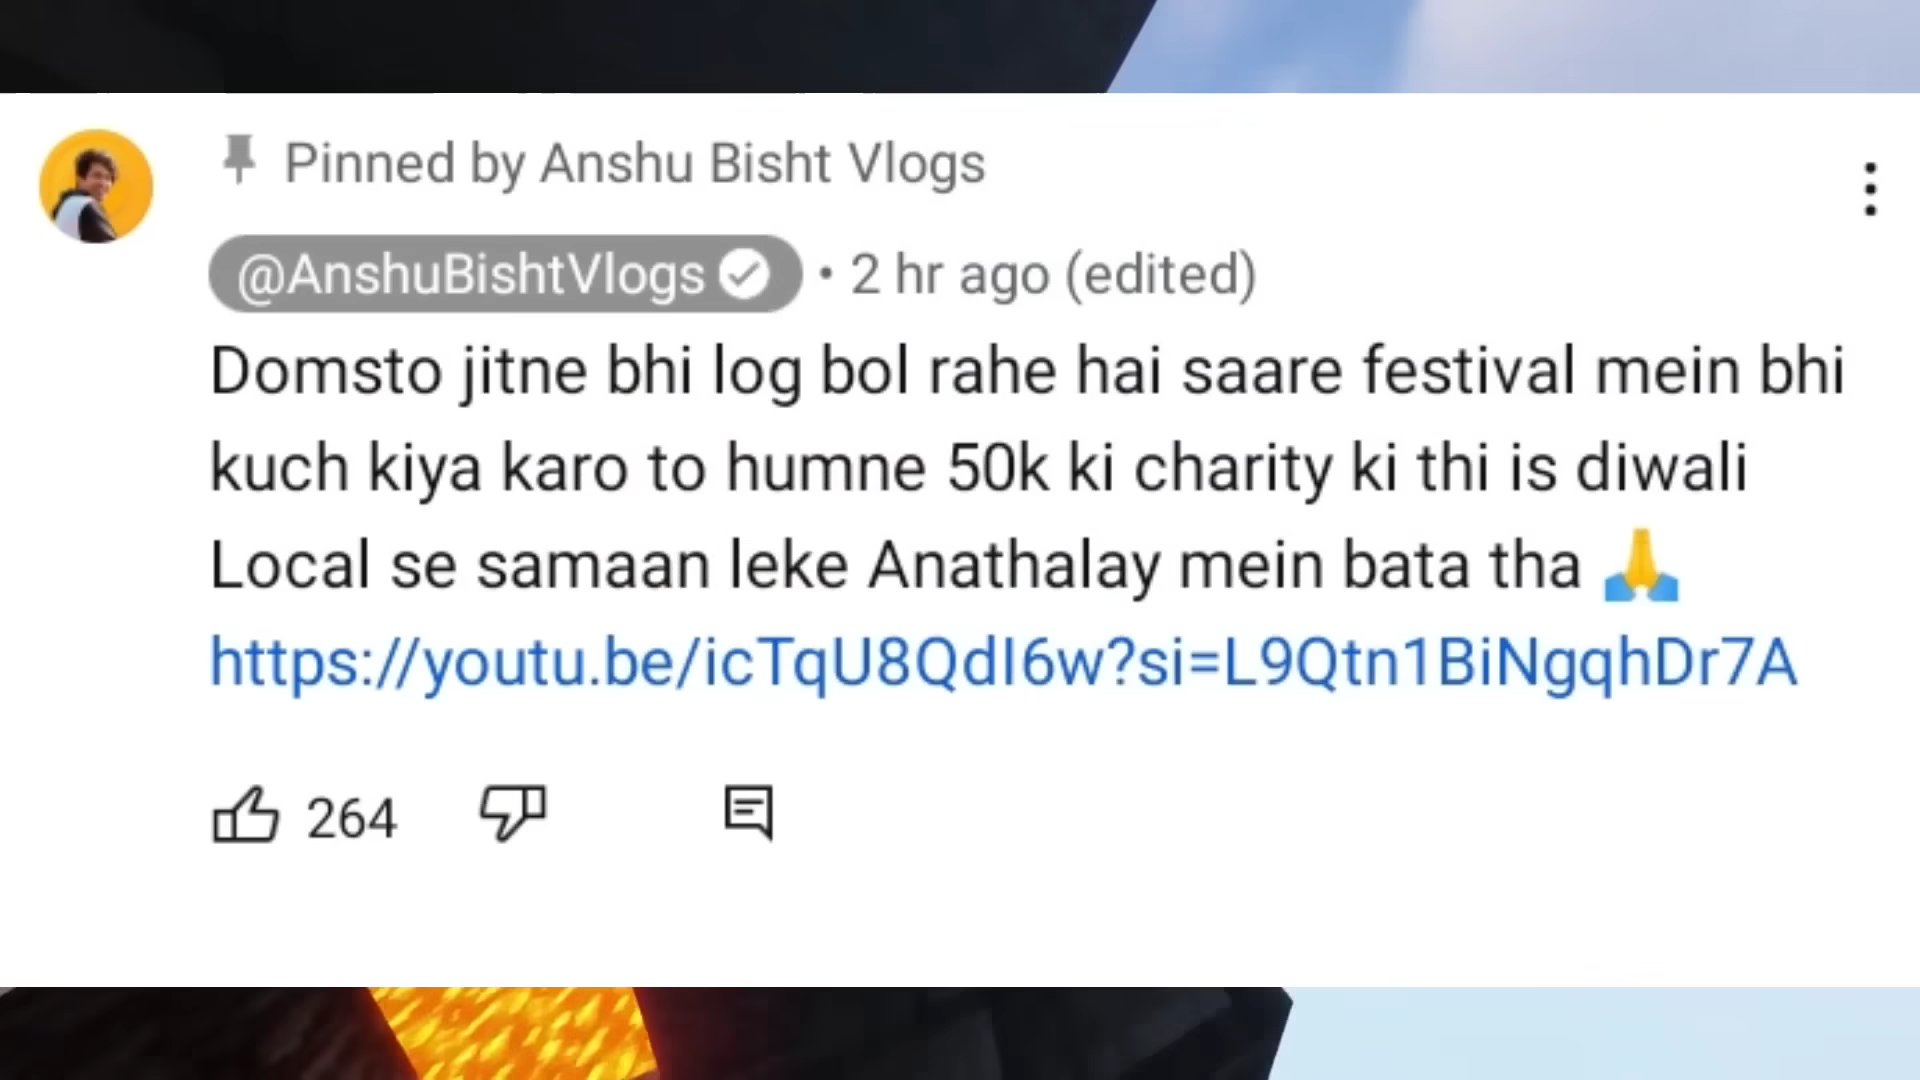 Pinned by Anshu Bisht Vlogs
@AnshuBishtVlogs • 2 hr ago (edited)
Domsto jitne bhi log bol rahe hai saare festival mein bhi
kuch kiya karo to humne 50k ki charity ki thi is diwali
Local se samaan leke Anathalay mein bata tha 🙏
https://youtu.be/icTqU8QdI6w?si=L9Qtn1BiNgqhDr7A
264